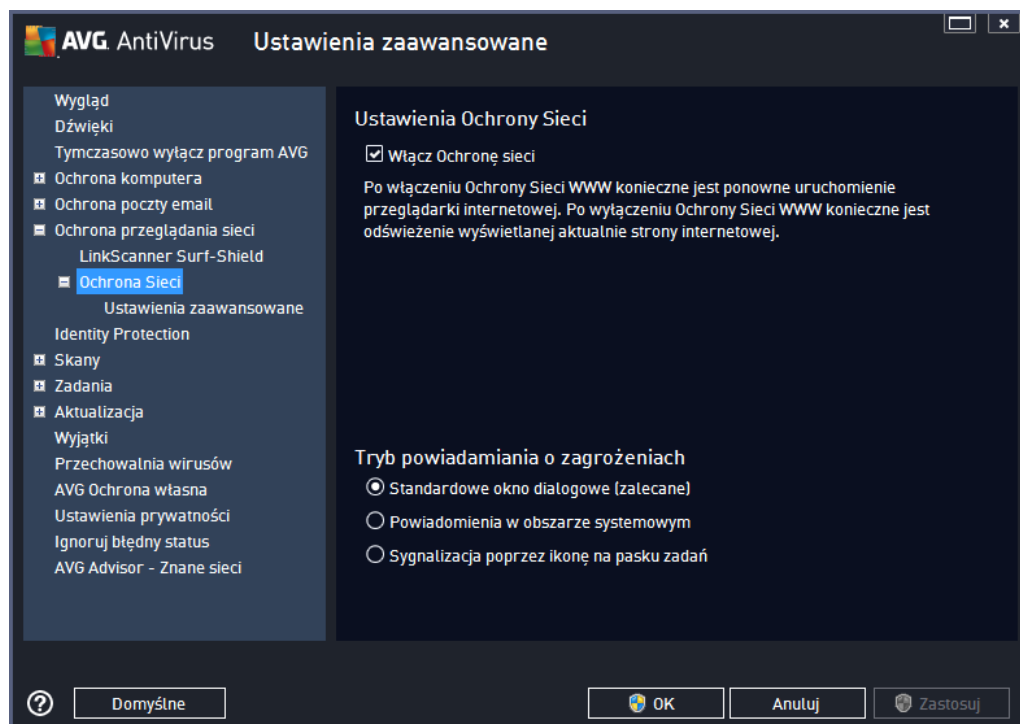 AVG. AntiVirus Ustawienia zaawansowane
Wygląd
Dźwięki
Tymczasowo wyłącz program AVG
Ochrona komputera
Ochrona poczty email
Ochrona przeglądania sieci
LinkScanner Surf-Shield
Ochrona Sieci
Ustawienia zaawansowane
Identity Protection
Skany
Zadania
Aktualizacja
Wyjątki
Przechowalnia wirusów
AVG Ochrona własna
Ustawienia prywatności
Ignoruj błędny status
AVG Advisor - Znane sieci
Ustawienia Ochrony Sieci
Włącz Ochronę sieci
Po włączeniu Ochrony Sieci WWW konieczne jest ponowne uruchomienie
przeglądarki internetowej. Po wyłączeniu Ochrony Sieci WWW konieczne jest
odświeżenie wyświetlanej aktualnie strony internetowej.
Tryb powiadamiania o zagrożeniach
Standardowe okno dialogowe (zalecane)
Powiadomienia w obszarze systemowym
Sygnalizacja poprzez ikonę na pasku zadań
? Domyślne OK Anuluj Zastosuj